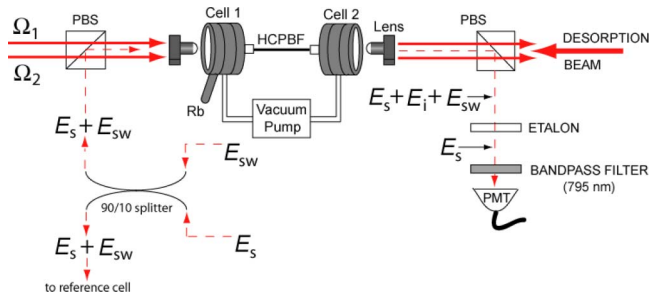 PBS
Cell 1
HCPBF
Cell 2
Lens
PBS
Ω1
Ω2
DESORPTION
BEAM
Rb
Vacuum
Pump
Es+Ei+Esw
ETALON
Es
BANDPASS FILTER
(795 nm)
PMT
Es+Esw
Esw
90/10 splitter
Es+Esw
Es
to reference cell